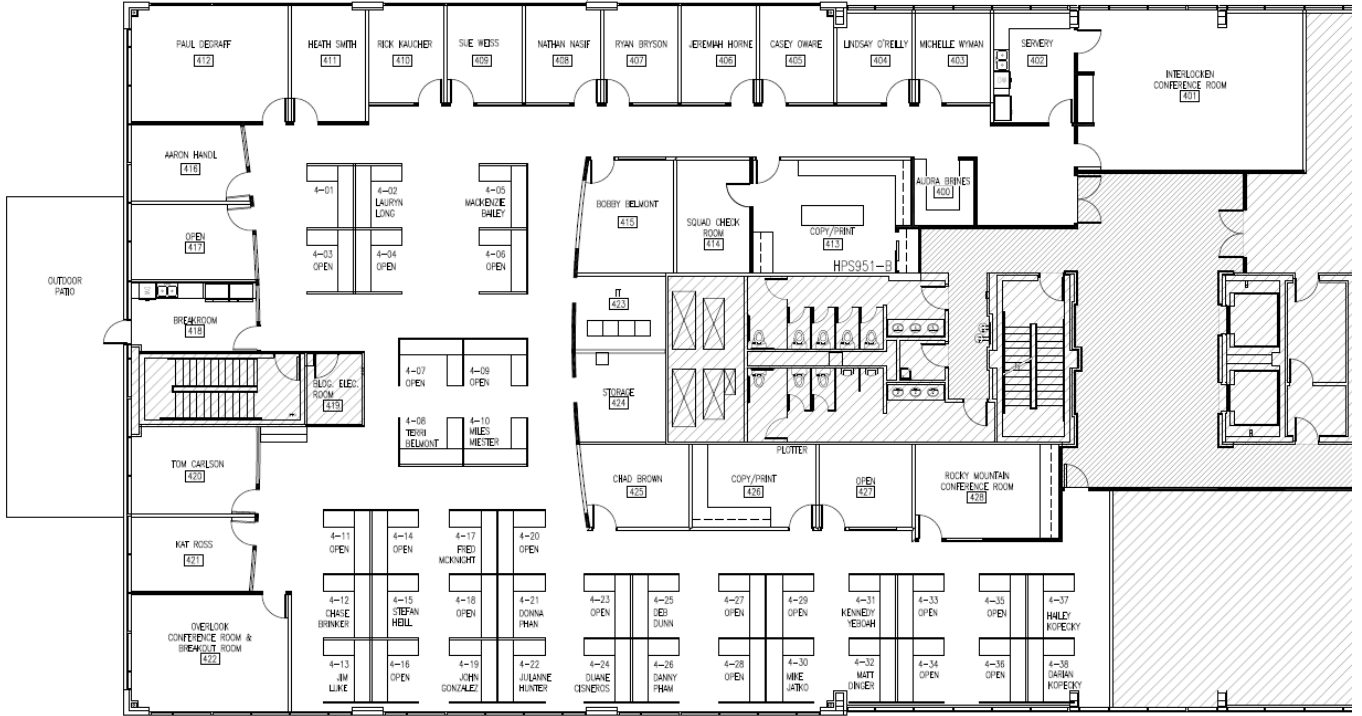 PAUL DEGRAFF
412
HEATH SMITH
411
RICK KAUCHER
410
SUE WEISS
409
NATHAN NASIF
408
RYAN BRYSON
407
JEREMIAH HORNE
406
CASEY OWARE
405
LINDSAY O'REILLY
404
MICHELLE WYMAN
403
SERVERY
402
INTERLOCKEN
CONFERENCE ROOM
401
AARON HANDL
416
OPEN
417
OUTDOOR
PATIO
BREAKROOM
418
BLDG. ELEC.
ROOM
419
4-01
4-02
LAURYN
LONG
4-05
MACKENZIE
BAILEY
4-03
OPEN
4-04
OPEN
4-06
OPEN
BOBBY BELMONT
415
SQUAD CHECK
ROOM
414
COPY/PRINT
413
HPS951-B
AUDRA BRINES
400
IT
423
STORAGE
424
4-07
OPEN
4-09
OPEN
4-08
TERRI
BELMONT
4-10
MILES
MIESTER
TOM CARLSON
420
KAT ROSS
421
OVERLOOK
CONFERENCE ROOM &
BREAKOUT ROOM
422
CHAD BROWN
425
PLOTTER
COPY/PRINT
426
OPEN
427
ROCKY MOUNTAIN
CONFERENCE ROOM
428
4-11
OPEN
4-14
OPEN
4-17
FRED
MCKNIGHT
4-20
OPEN
4-12
CHASE
BRINKER
4-15
STEFAN
HEILL
4-18
OPEN
4-21
DONNA
PHAN
4-23
OPEN
4-25
DEB
DUNN
4-27
OPEN
4-29
OPEN
4-31
KENNEDY
YEBOAH
4-33
OPEN
4-35
OPEN
4-37
HAILEY
KOPECKY
4-13
JIM
LUKE
4-16
OPEN
4-19
JOHN
GONZALEZ
4-22
JULANNE
HUNTER
4-24
DUANE
CISNEROS
4-26
DANNY
PHAM
4-28
OPEN
4-30
MIKE
JATKO
4-32
MATT
DINGER
4-34
OPEN
4-36
OPEN
4-38
DARIAN
KOPECKY